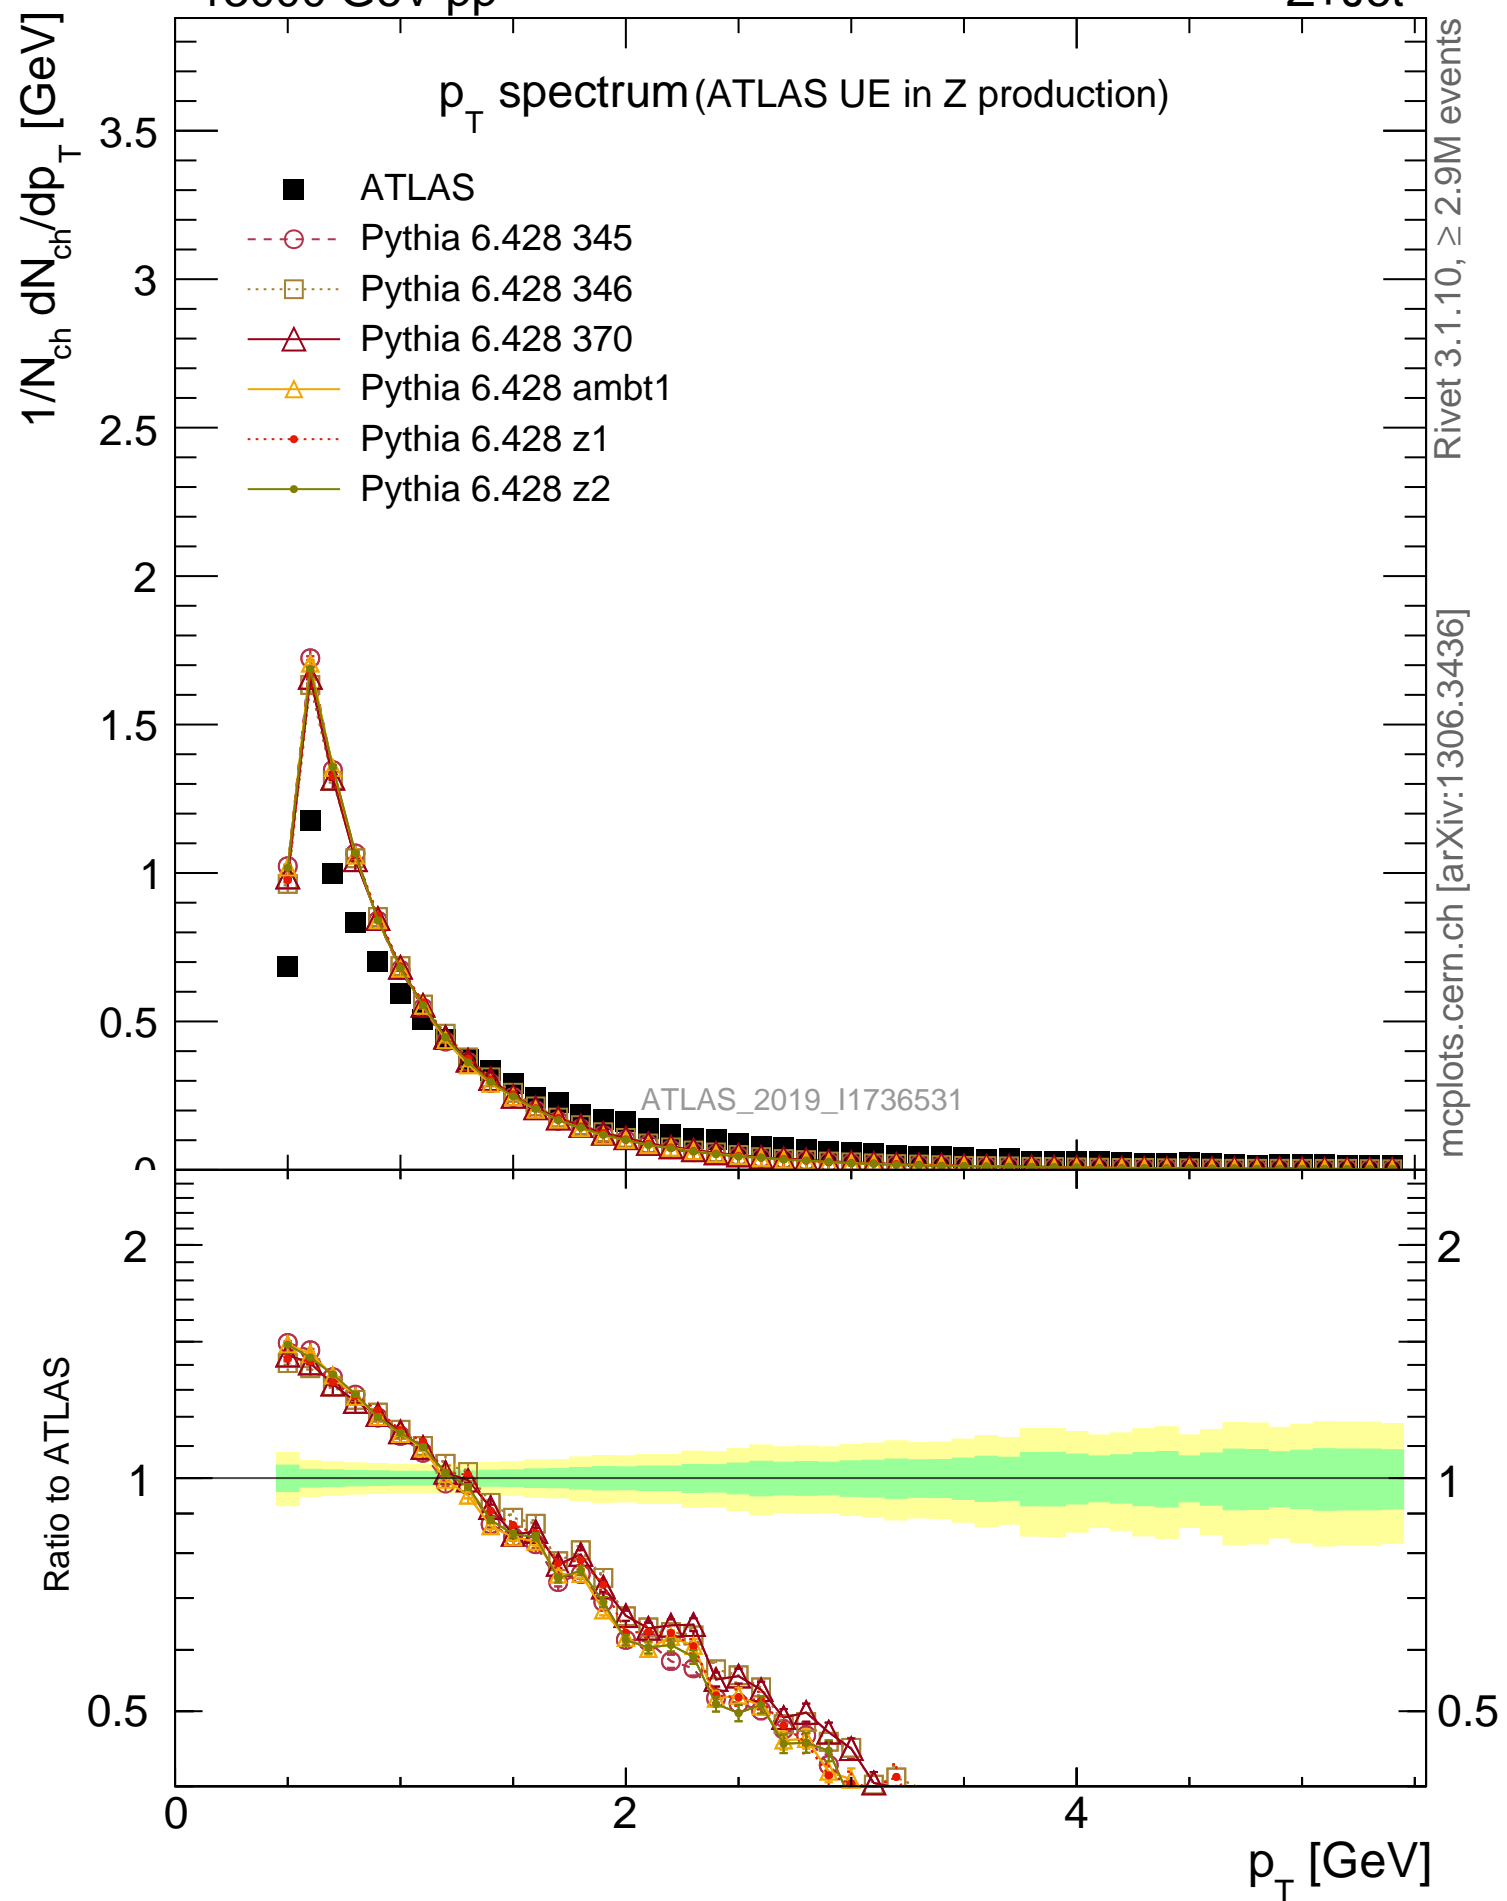 1/N_ch dN_ch/dp_T [GeV]
p_T spectrum (ATLAS UE in Z production)
ATLAS
Pythia 6.428 345
Pythia 6.428 346
Pythia 6.428 370
Pythia 6.428 ambt1
Pythia 6.428 z1
Pythia 6.428 z2
3.5
3
2.5
2
1.5
1
0.5
0
ATLAS_2019_I1736531
Rivet 3.1.10, ≥ 2.9M events
mcplots.cern.ch [arXiv:1306.3436]
Ratio to ATLAS
2
1
0.5
2
1
0.5
0
2
4
p_T [GeV]